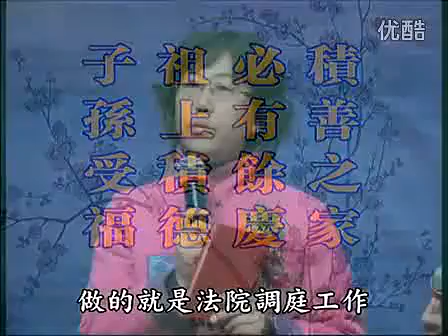 優酷
積善之家
必有餘慶
祖上積德
子孫受福
做的就是法院調庭工作